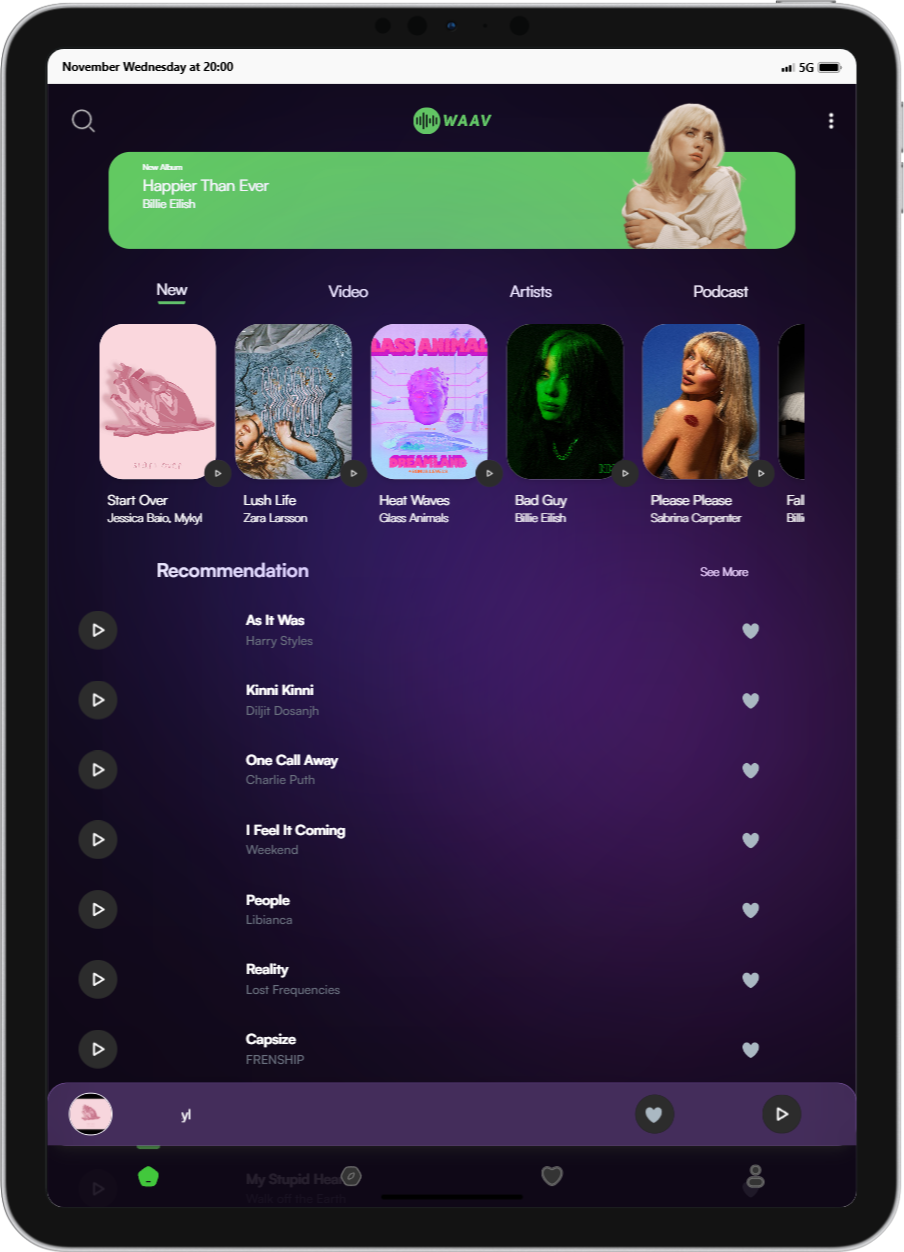 November Wednesday at 20:00
5G
WAAV
New Album
Happier Than Ever
Billie Eilish
New
Video
Artists
Podcast
LASS ANIMAL
DREAMLAND
Start Over
Jessica Baio, Mykyl
Lush Life
Zara Larsson
Heat Waves
Glass Animals
Bad Guy
Billie Eilish
Please Please
Sabrina Carpenter
Fall
Billi
Recommendation
See More
As It Was
Harry Styles
Kinni Kinni
Diljit Dosanjh
One Call Away
Charlie Puth
I Feel It Coming
Weekend
People
Libianca
Reality
Lost Frequencies
Capsize
FRENSHIP
yl
My Stupid Hear
Walk off the Earth